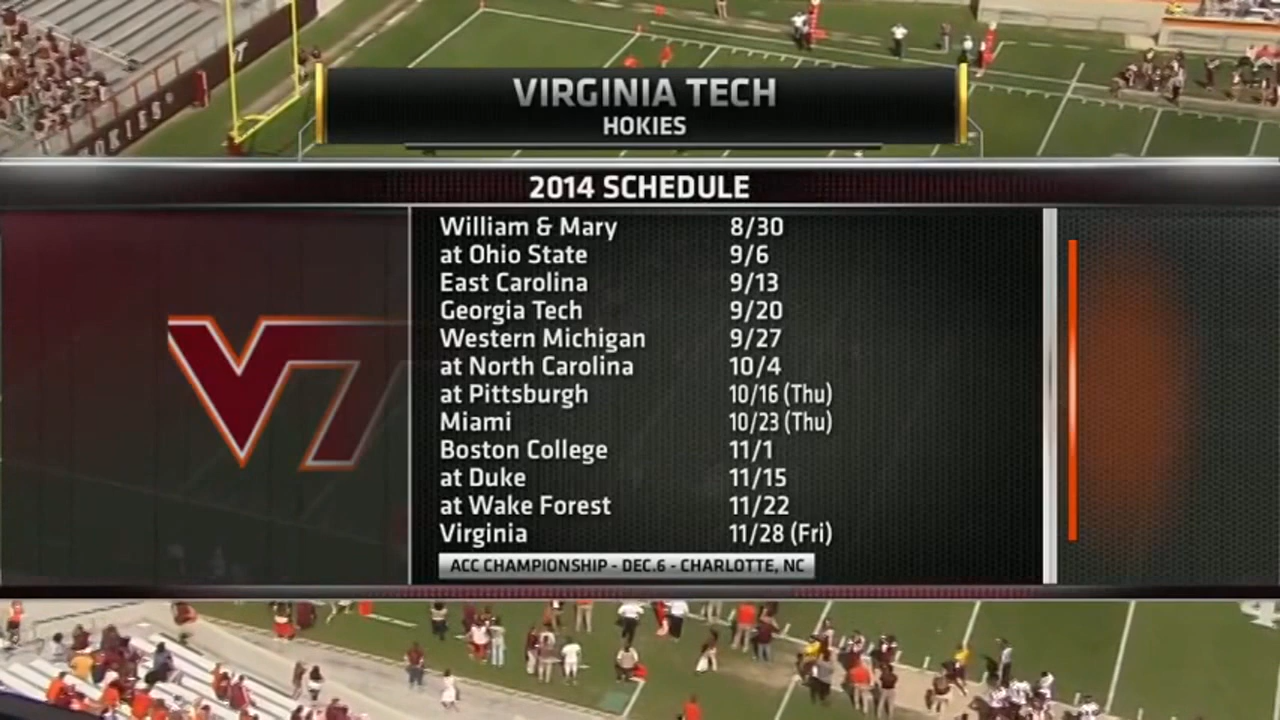 VIRGINIA TECH
HOKIES
2014 SCHEDULE
William & Mary 8/30
at Ohio State 9/6
East Carolina 9/13
Georgia Tech 9/20
Western Michigan 9/27
at North Carolina 10/4
at Pittsburgh 10/16 (Thu)
Miami 10/23 (Thu)
Boston College 11/1
at Duke 11/15
at Wake Forest 11/22
Virginia 11/28 (Fri)
ACC CHAMPIONSHIP - DEC.6 - CHARLOTTE, NC
VT
HOKIES